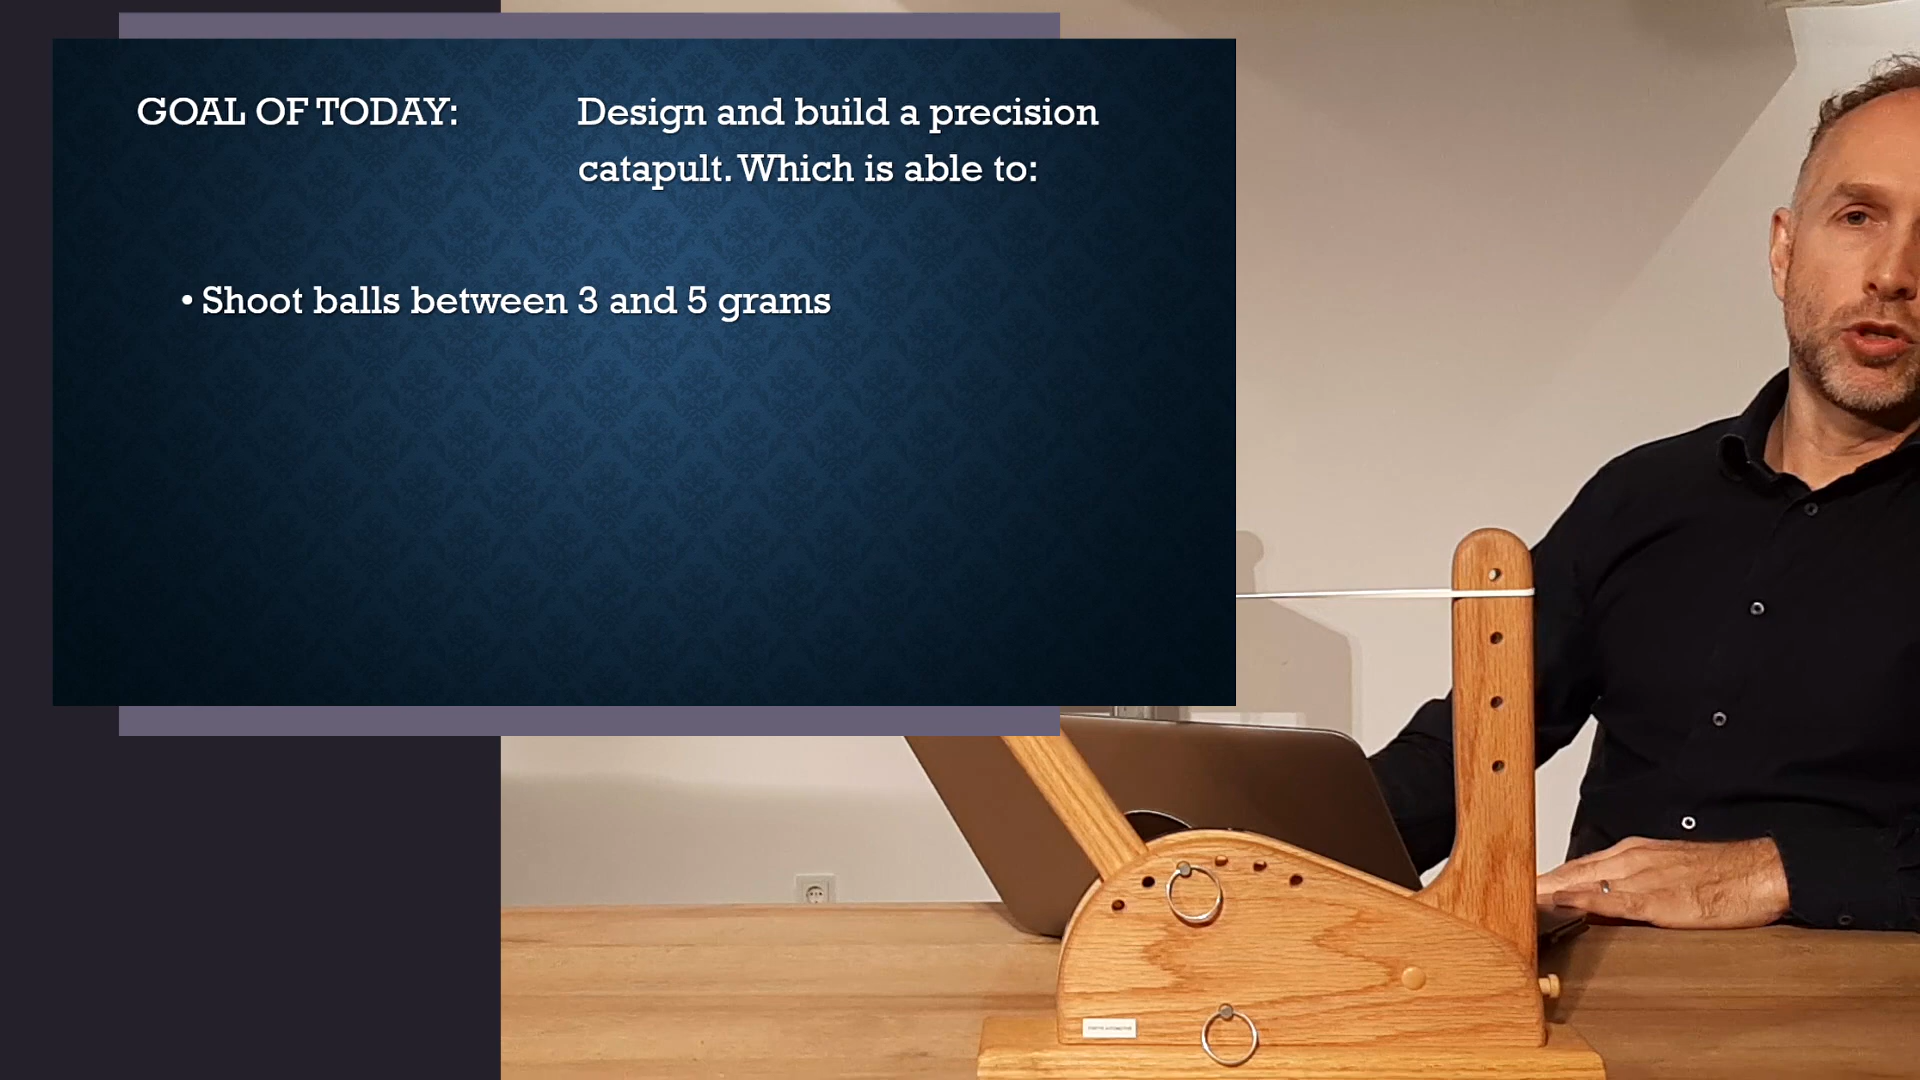 GOAL OF TODAY:
Design and build a precision
catapult. Which is able to:
• Shoot balls between 3 and 5 grams